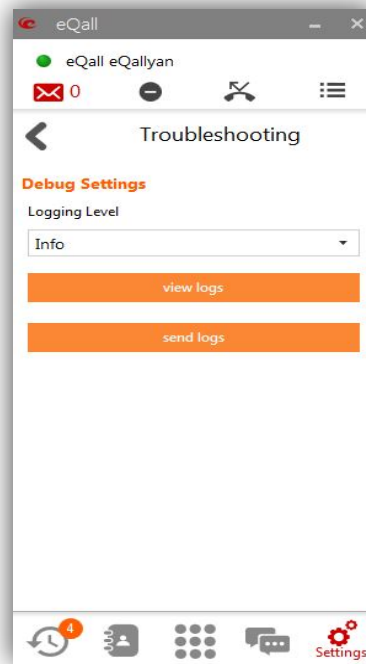 eQall
eQall eQallyan
0
Troubleshooting
Debug Settings
Logging Level
Info
view logs
send logs
4
Settings